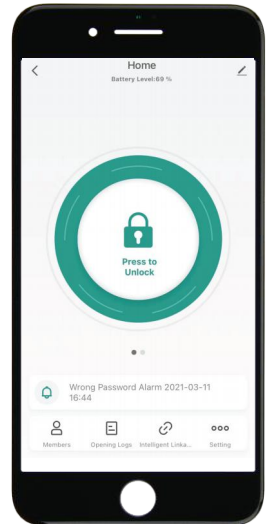 Home
Battery Level:69 %
Press to
Unlock
Wrong Password Alarm 2021-03-11
16:44
Members
Opening Logs
Intelligent Linka...
Setting